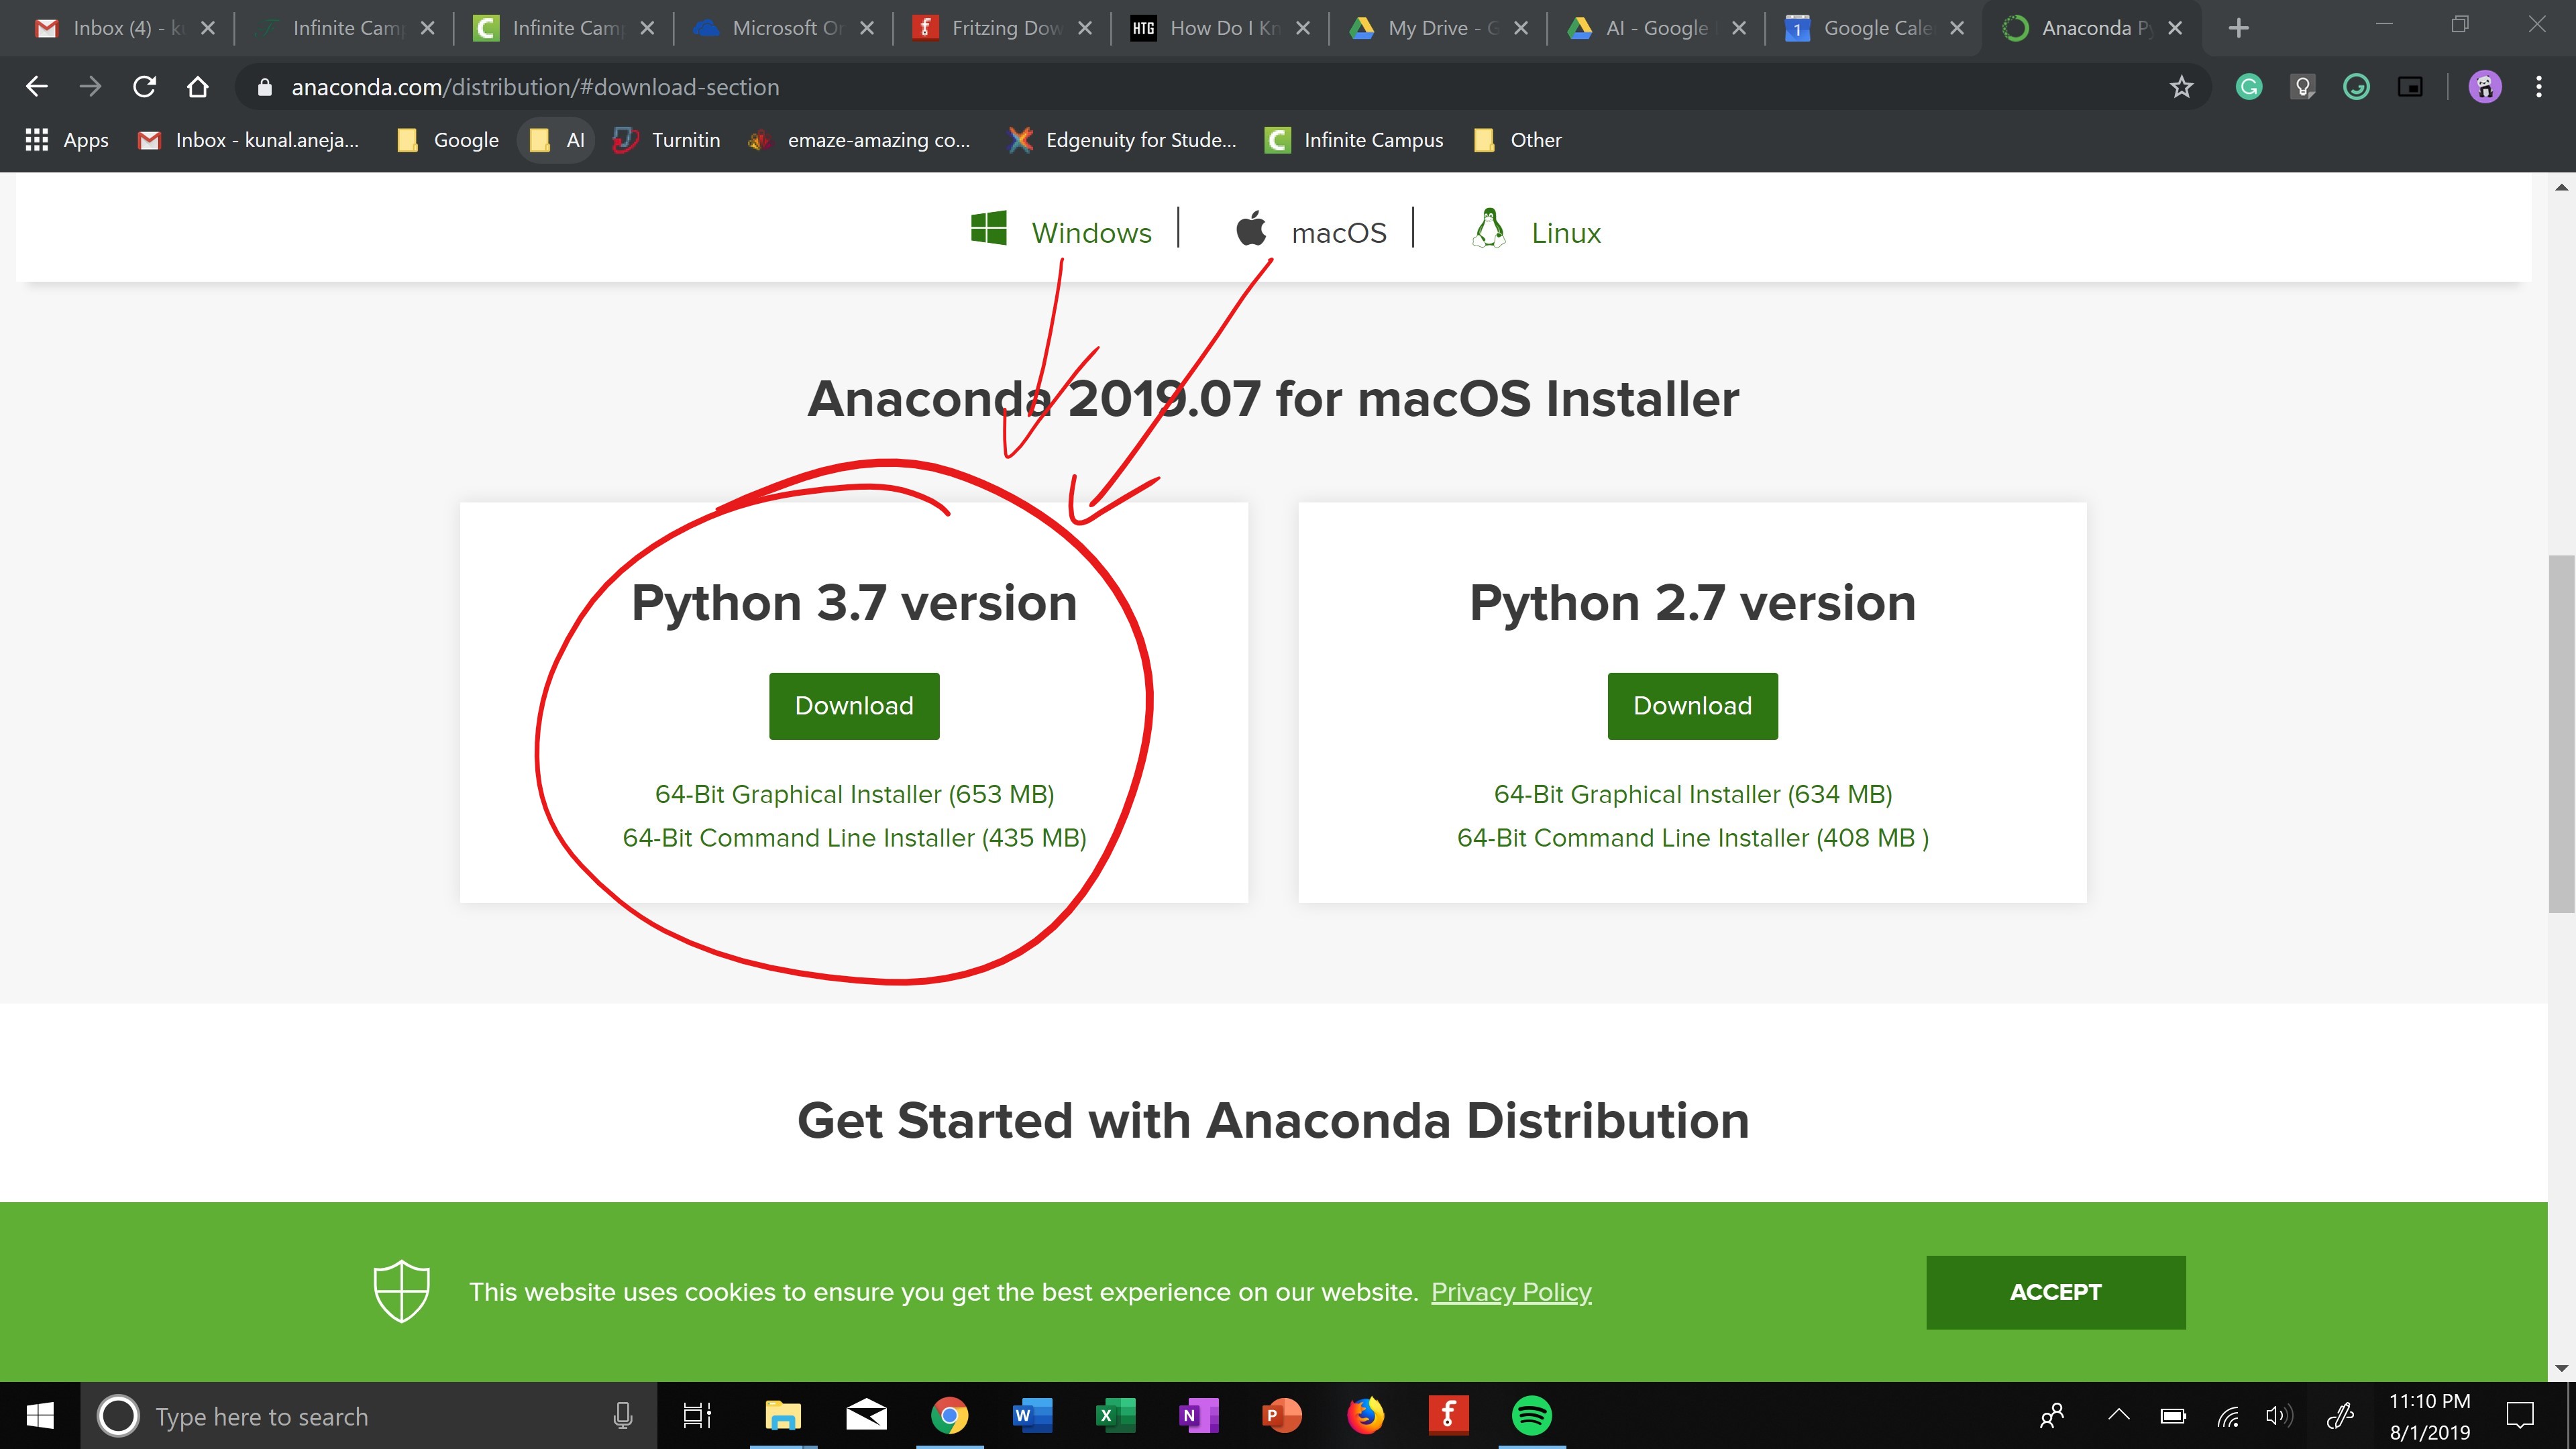 Inbox (4) - k
Infinite Cam
Infinite Cam
Microsoft O
Fritzing Dow
HTG
How Do I K
My Drive - G
AI - Google
1
Google Cale
Anaconda P
anaconda.com/distribution/#download-section
Apps
Inbox - kunal.aneja...
Google
AI
Turnitin
emaze-amazing co...
Edgenuity for Stude...
Infinite Campus
Other
Windows
macOS
Linux
Anaconda 2019.07 for macOS Installer
Python 3.7 version
Download
64-Bit Graphical Installer (653 MB)
64-Bit Command Line Installer (435 MB)
Python 2.7 version
Download
64-Bit Graphical Installer (634 MB)
64-Bit Command Line Installer (408 MB )
Get Started with Anaconda Distribution
This website uses cookies to ensure you get the best experience on our website. Privacy Policy
ACCEPT
Type here to search
11:10 PM
8/1/2019